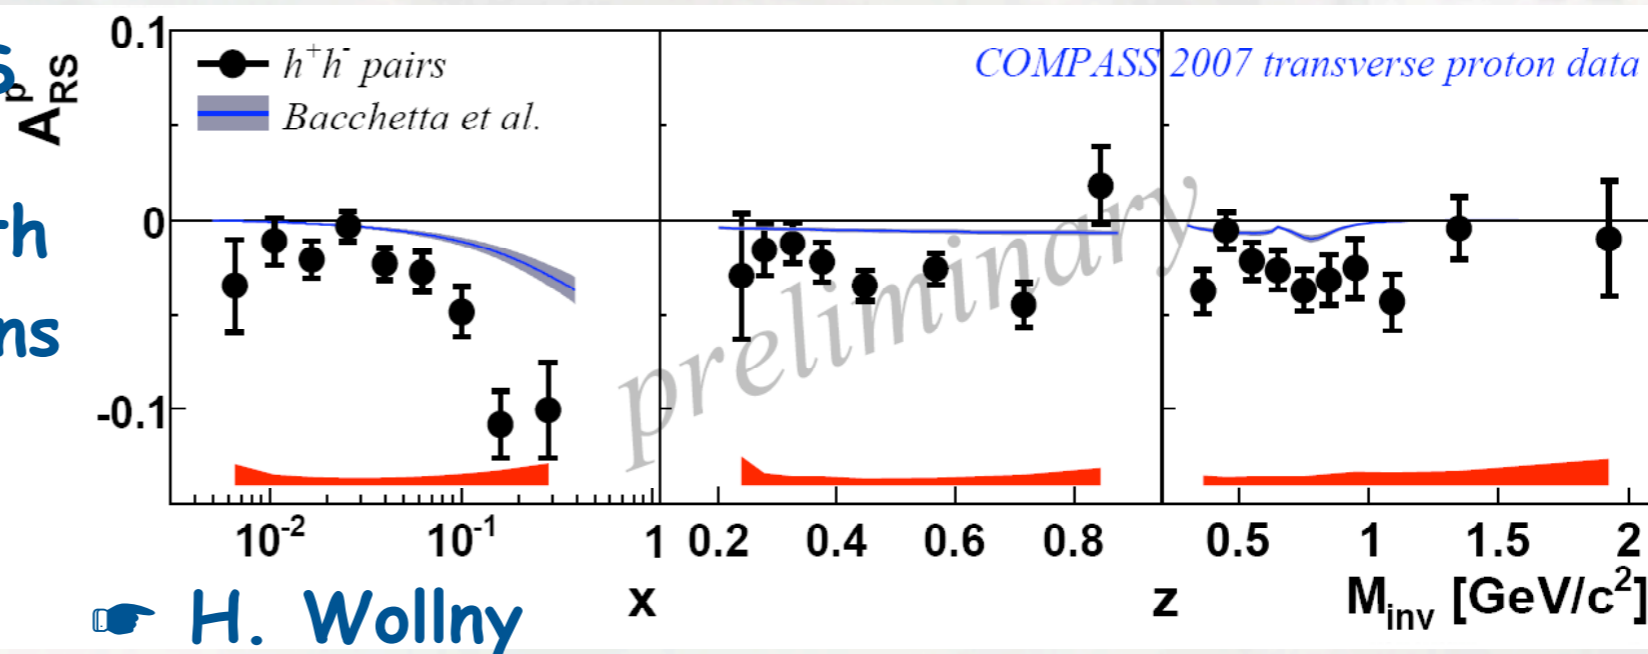 s
th
ns
A^p_RS
0.1
0
-0.1
h⁺h⁻ pairs
Bacchetta et al.
COMPASS 2007 transverse proton data
preliminary
10⁻² 10⁻¹ 1 0.2 0.4 0.6 0.8 0.5 1 1.5 2
x z M_inv [GeV/c²]
☛ H. Wollny